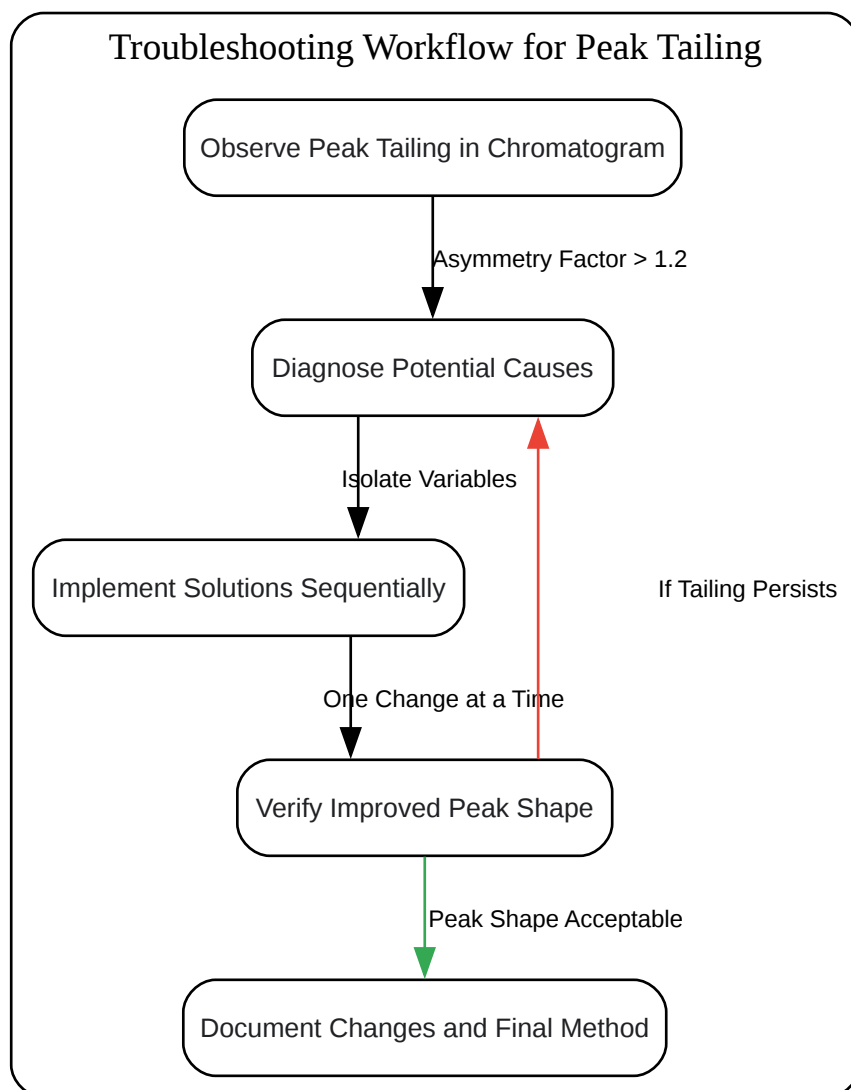 Troubleshooting Workflow for Peak Tailing
Observe Peak Tailing in Chromatogram
Asymmetry Factor > 1.2
Diagnose Potential Causes
Isolate Variables
Implement Solutions Sequentially
If Tailing Persists
One Change at a Time
Verify Improved Peak Shape
Peak Shape Acceptable
Document Changes and Final Method